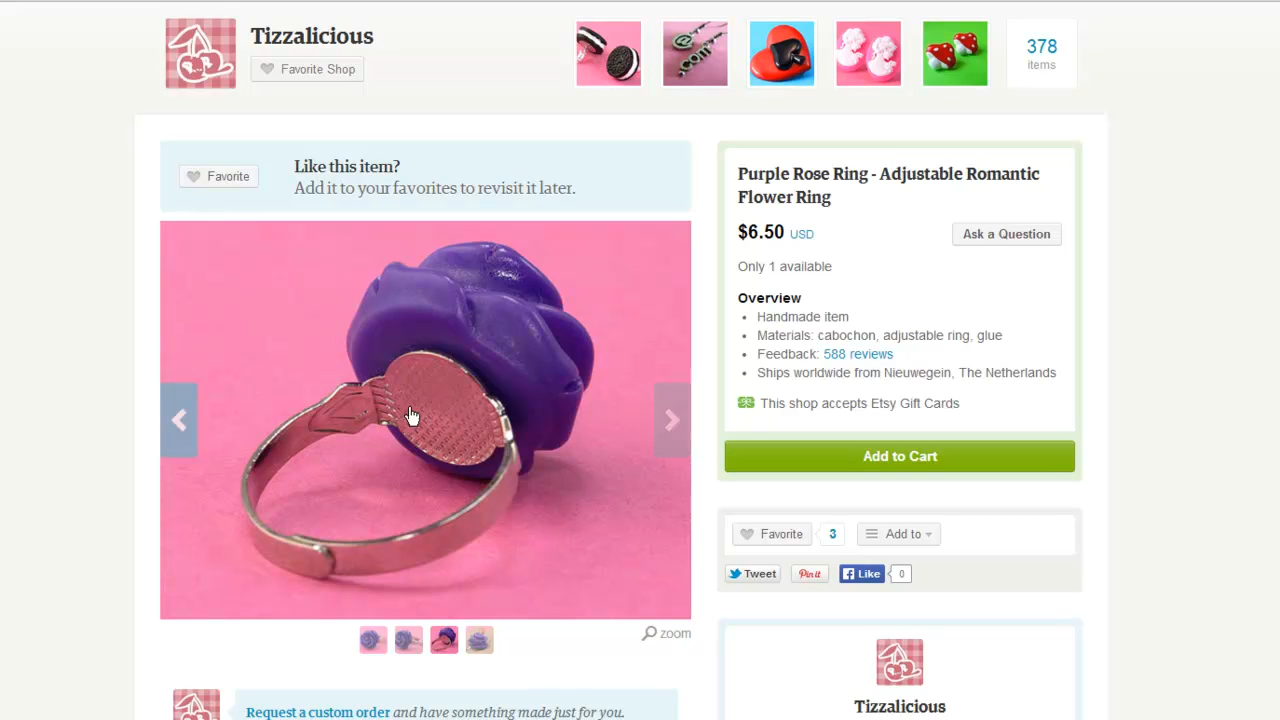 Tizzalicious
Favorite Shop
378
items
Favorite
Like this item?
Add it to your favorites to revisit it later.
Purple Rose Ring - Adjustable Romantic
Flower Ring
$6.50 USD
Ask a Question
Only 1 available
Overview
Handmade item
Materials: cabochon, adjustable ring, glue
Feedback: 588 reviews
Ships worldwide from Nieuwegein, The Netherlands
This shop accepts Etsy Gift Cards
Add to Cart
Favorite 3 Add to
Tweet Pin it Like 0
zoom
Tizzalicious
Request a custom order and have something made just for you.